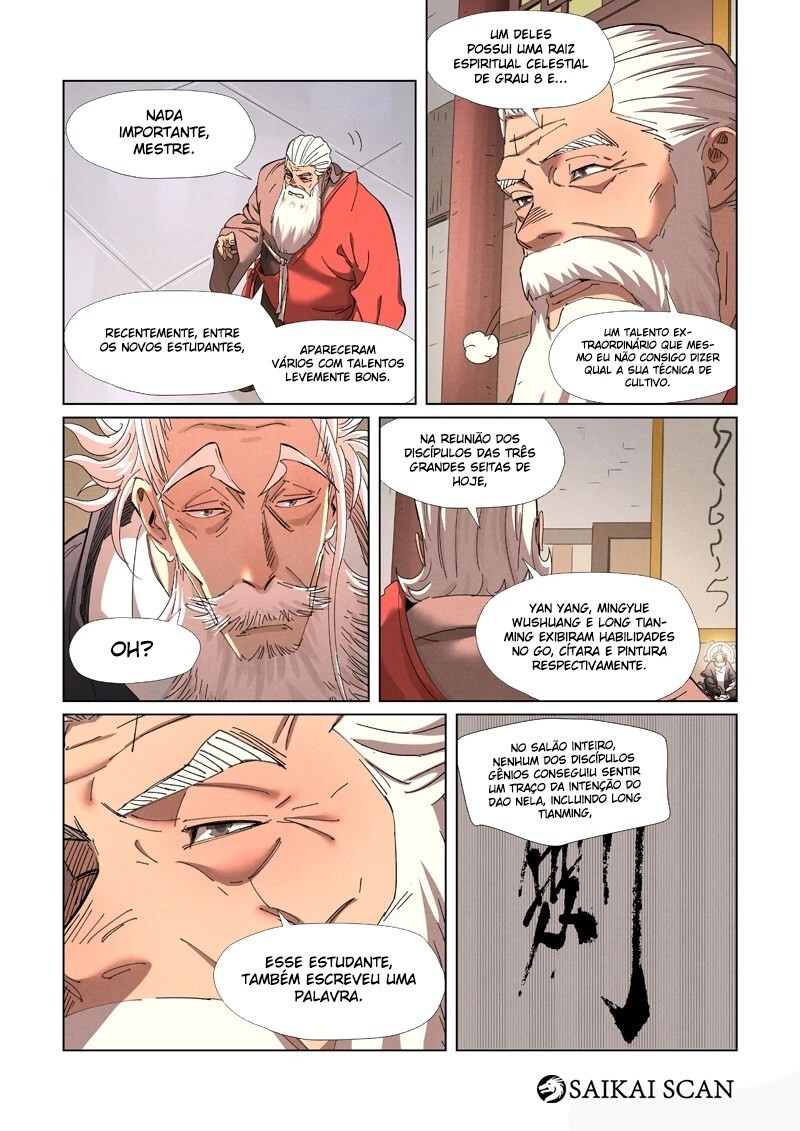 NADA
IMPORTANTE,
MESTRE.
RECENTEMENTE, ENTRE
OS NOVOS ESTUDANTES,
APARECERAM
VÁRIOS COM TALENTOS
LEVEMENTE BONS.
UM DELES
POSSUI UMA RAIZ
ESPIRITUAL CELESTIAL
DE GRAU 8 E...
UM TALENTO EX-
TRAORDINÁRIO QUE MES-
MO EU NÃO CONSIGO DIZER
QUAL A SUA TÉCNICA DE
CULTIVO.
OH?
NA REUNIÃO DOS
DISCÍPULOS DAS TRÊS
GRANDES SEITAS DE
HOJE,
YAN YANG, MINGYUE
WUSHUANG E LONG TIAN-
MING EXIBIRAM HABILIDADES
NO GO, CÍTARA E PINTURA
RESPECTIVAMENTE.
ESSE ESTUDANTE,
TAMBÉM ESCREVEU UMA
PALAVRA.
NO SALÃO INTEIRO,
NENHUM DOS DISCÍPULOS
GÊNIOS CONSEGUIU SENTIR
UM TRAÇO DA INTENÇÃO DO
DAO NELA, INCLUINDO LONG
TIANMING,
SAIKAI SCAN